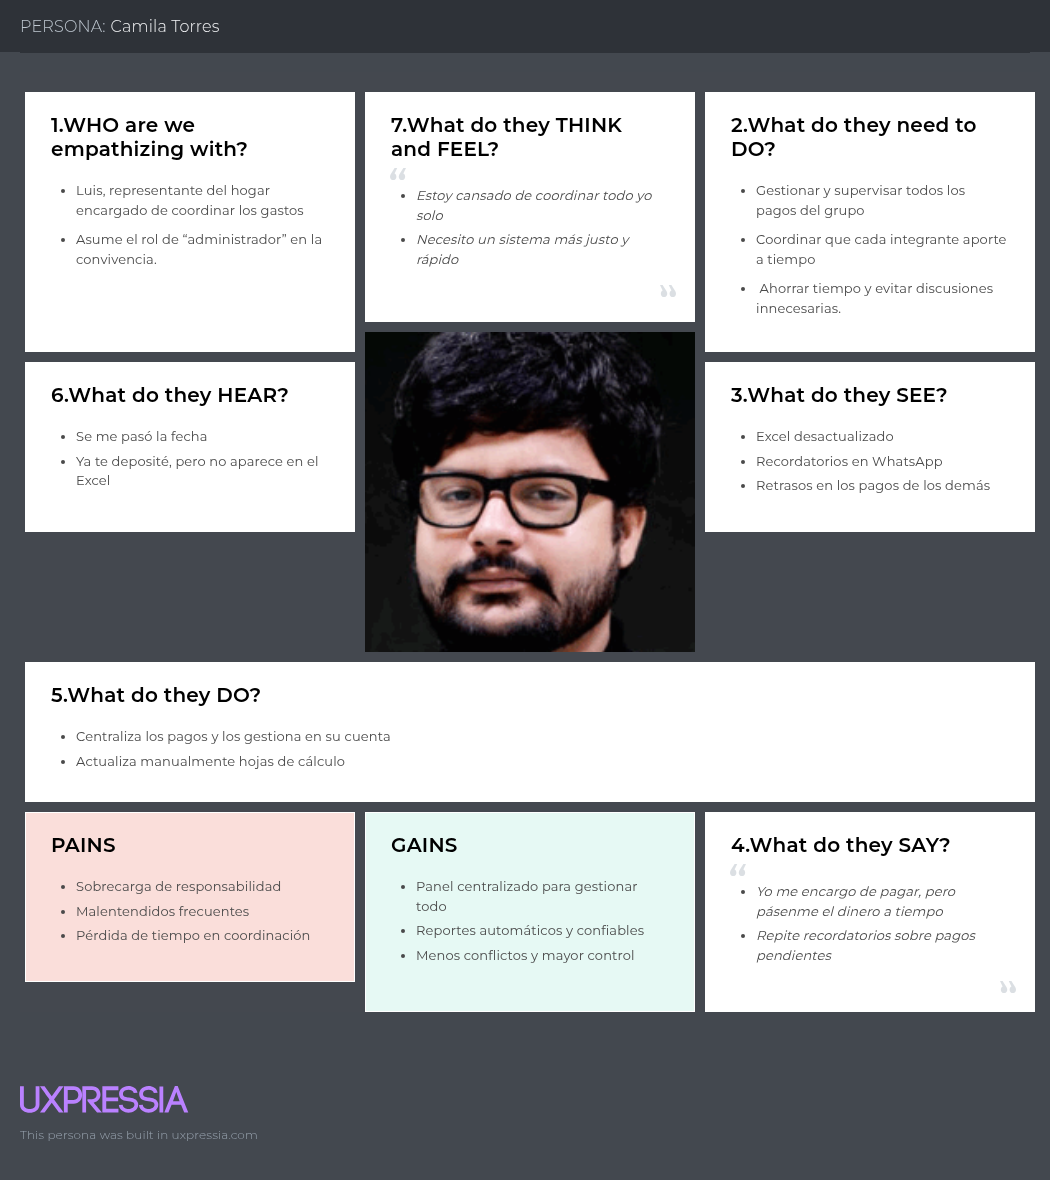 PERSONA: Camila Torres
1.WHO are we
empathizing with?
• Luis, representante del hogar
encargado de coordinar los gastos
• Asume el rol de “administrador” en la
convivencia.
7.What do they THINK
and FEEL?
“
• Estoy cansado de coordinar todo yo
solo
• Necesito un sistema más justo y
rápido
”
2.What do they need to
DO?
• Gestionar y supervisar todos los
pagos del grupo
• Coordinar que cada integrante aporte
a tiempo
• Ahorrar tiempo y evitar discusiones
innecesarias.
6.What do they HEAR?
• Se me pasó la fecha
• Ya te deposité, pero no aparece en el
Excel
3.What do they SEE?
• Excel desactualizado
• Recordatorios en WhatsApp
• Retrasos en los pagos de los demás
5.What do they DO?
• Centraliza los pagos y los gestiona en su cuenta
• Actualiza manualmente hojas de cálculo
PAINS
• Sobrecarga de responsabilidad
• Malentendidos frecuentes
• Pérdida de tiempo en coordinación
GAINS
• Panel centralizado para gestionar
todo
• Reportes automáticos y confiables
• Menos conflictos y mayor control
4.What do they SAY?
“
• Yo me encargo de pagar, pero
pásenme el dinero a tiempo
• Repite recordatorios sobre pagos
pendientes
”
UXPRESSIA
This persona was built in uxpressia.com